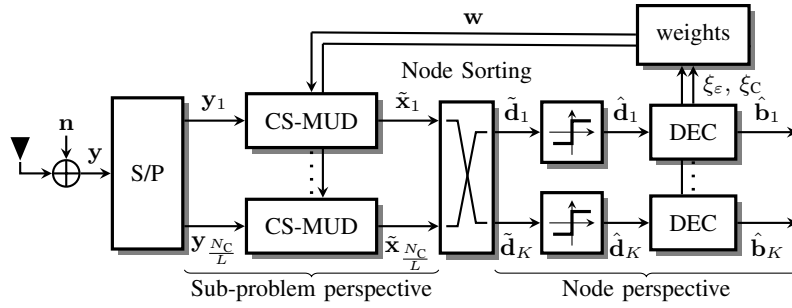 w
weights
Node Sorting
ξ_ε, ξ_C
y_1
CS-MUD
x̃_1
d̃_1
d̂_1
DEC
b̂_1
n
y
S/P
y_{N_C/L}
CS-MUD
x̃_{N_C/L}
d̃_K
d̂_K
DEC
b̂_K
Sub-problem perspective
Node perspective